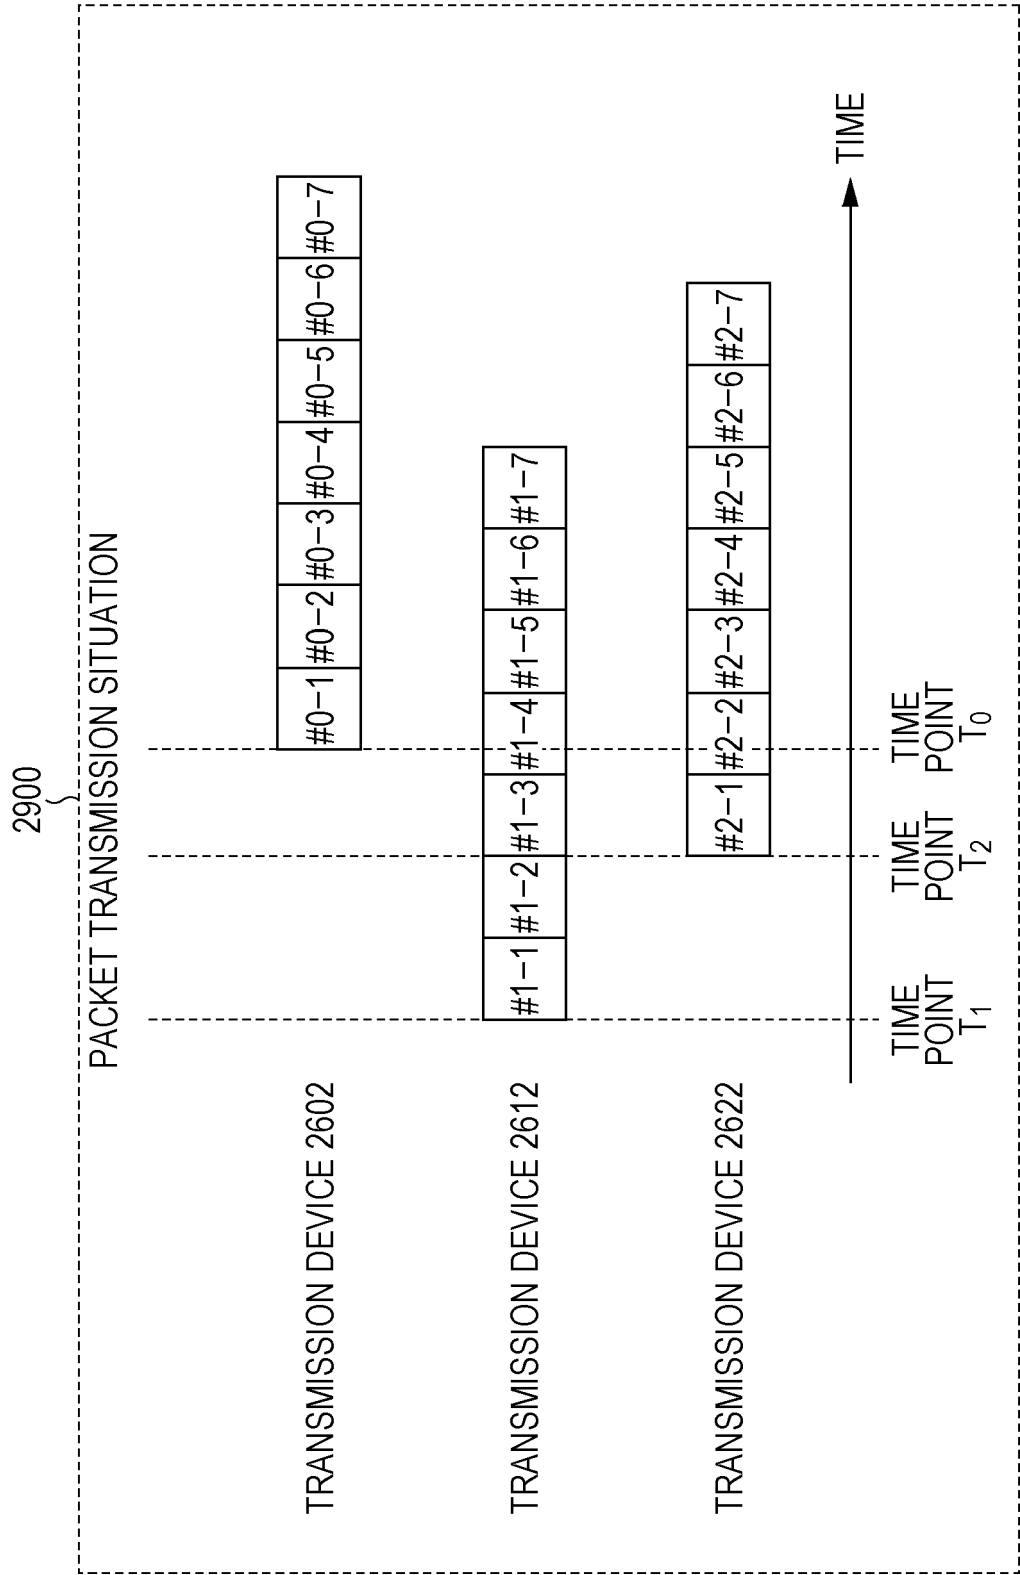 2900
PACKET TRANSMISSION SITUATION
TRANSMISSION DEVICE 2602
#0-1 #0-2 #0-3 #0-4 #0-5 #0-6 #0-7
TRANSMISSION DEVICE 2612
#1-1 #1-2 #1-3 #1-4 #1-5 #1-6 #1-7
TRANSMISSION DEVICE 2622
#2-1 #2-2 #2-3 #2-4 #2-5 #2-6 #2-7
TIME
TIME
POINT
T1
TIME
POINT
T2
TIME
POINT
T0